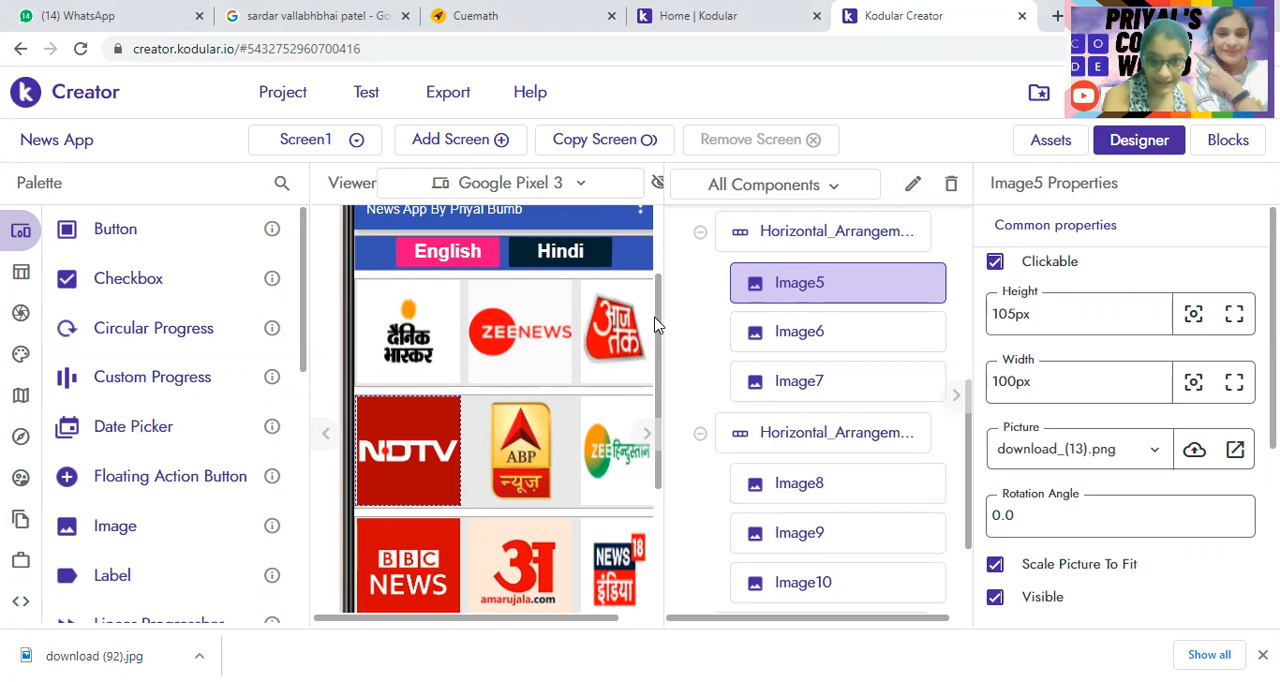 (14) WhatsApp
sardar vallabhbhai patel - Go
Cuemath
Home | Kodular
Kodular Creator
creator.kodular.io/#5432752960700416
PRIYAL'S
CODE
Creator
Project
Test
Export
Help
News App
Screen1
Add Screen
Copy Screen
Remove Screen
Assets
Designer
Blocks
Palette
Viewer
Google Pixel 3
All Components
Image5 Properties
Button
Checkbox
Circular Progress
Custom Progress
Date Picker
Floating Action Button
Image
Label
News App By Priyal Bumb
English
Hindi
दैनिक
भास्कर
ZEENEWS
आज
तक
NDTV
ABP
न्यूज़
ZEE हिन्दुस्तान
BBC
NEWS
अ
amarujala.com
NEWS
18
इंडिया
Horizontal_Arrangem...
Image5
Image6
Image7
Horizontal_Arrangem...
Image8
Image9
Image10
Common properties
Clickable
Height
105px
Width
100px
Picture
download_(13).png
Rotation Angle
0.0
Scale Picture To Fit
Visible
download (92).jpg
Show all